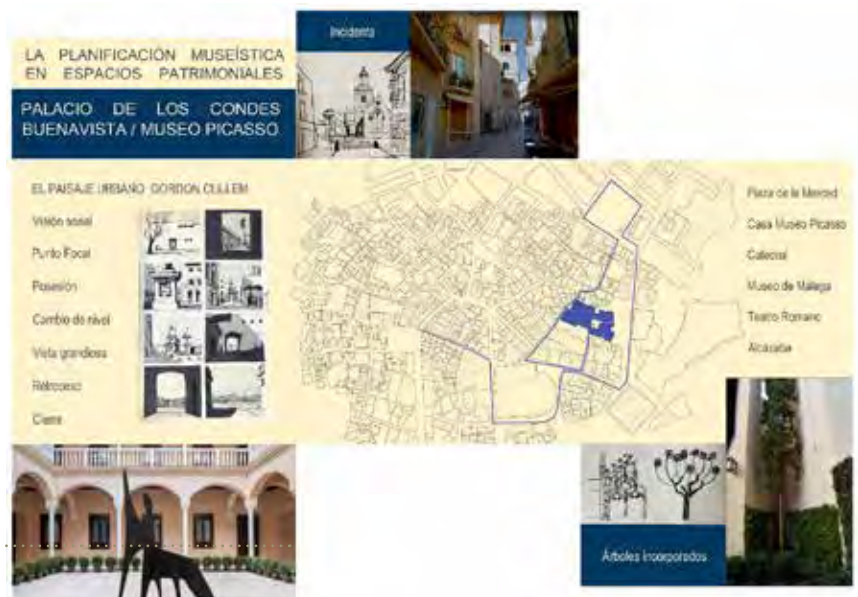 LA PLANIFICACIÓN MUSEÍSTICA
EN ESPACIOS PATRIMONIALES
PALACIO DE LOS CONDES
BUENAVISTA / MUSEO PICASSO
Incidente
EL PAISAJE URBANO GORDON CULLEM
Visión serial
Punto Focal
Posesión
Cambio de nivel
Vista grandiosa
Retroceso
Cierre
Plaza de la Merced
Casa Museo Picasso
Catedral
Museo de Málaga
Teatro Romano
Alcazaba
Árboles incorporados